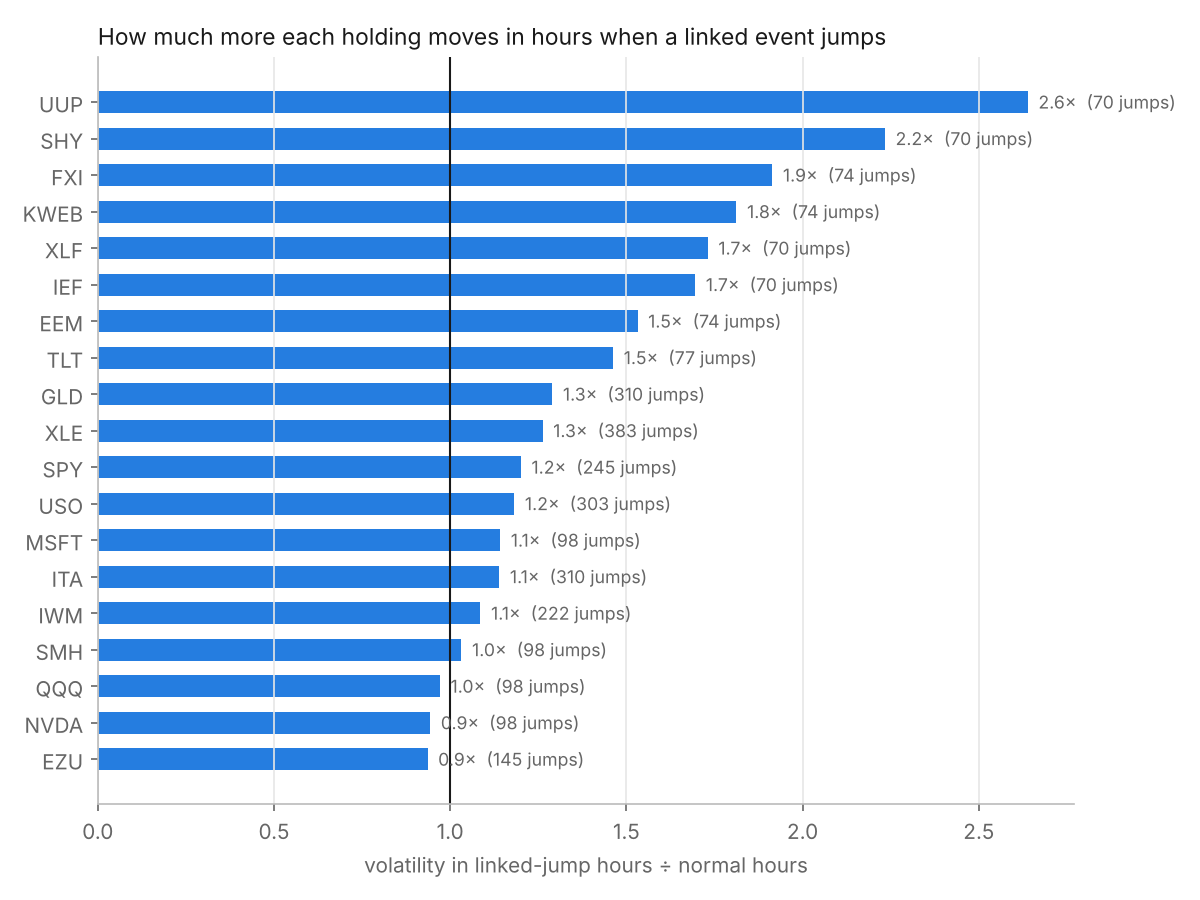 How much more each holding moves in hours when a linked event jumps
UUP 2.6× (70 jumps)
SHY 2.2× (70 jumps)
FXI 1.9× (74 jumps)
KWEB 1.8× (74 jumps)
XLF 1.7× (70 jumps)
IEF 1.7× (70 jumps)
EEM 1.5× (74 jumps)
TLT 1.5× (77 jumps)
GLD 1.3× (310 jumps)
XLE 1.3× (383 jumps)
SPY 1.2× (245 jumps)
USO 1.2× (303 jumps)
MSFT 1.1× (98 jumps)
ITA 1.1× (310 jumps)
IWM 1.1× (222 jumps)
SMH 1.0× (98 jumps)
QQQ 1.0× (98 jumps)
NVDA 0.9× (98 jumps)
EZU 0.9× (145 jumps)
0.0 0.5 1.0 1.5 2.0 2.5
volatility in linked-jump hours ÷ normal hours